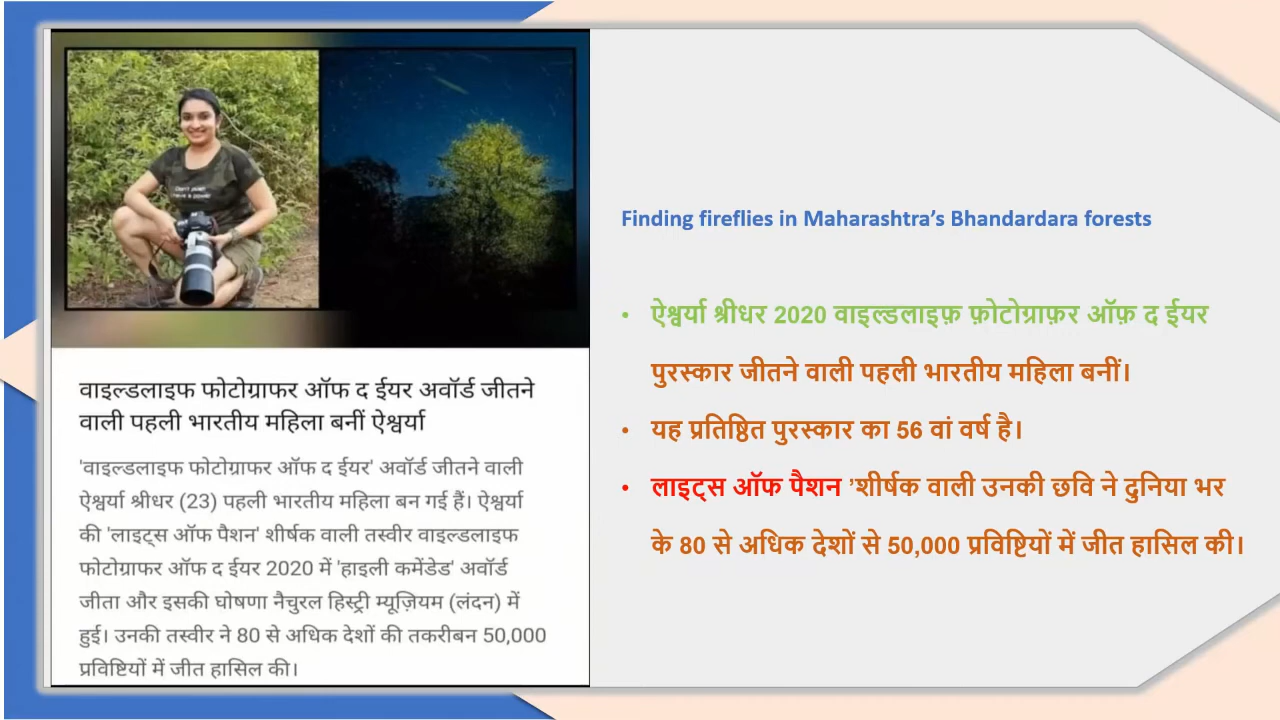 Don't push
have a power
वाइल्डलाइफ फोटोग्राफर ऑफ द ईयर अवॉर्ड जीतने
वाली पहली भारतीय महिला बनीं ऐश्वर्या
'वाइल्डलाइफ फोटोग्राफर ऑफ द ईयर' अवॉर्ड जीतने वाली
ऐश्वर्या श्रीधर (23) पहली भारतीय महिला बन गई हैं। ऐश्वर्या
की 'लाइट्स ऑफ पैशन' शीर्षक वाली तस्वीर वाइल्डलाइफ
फोटोग्राफर ऑफ द ईयर 2020 में 'हाइली कमेंडेड' अवॉर्ड
जीता और इसकी घोषणा नैचुरल हिस्ट्री म्यूज़ियम (लंदन) में
हुई। उनकी तस्वीर ने 80 से अधिक देशों की तकरीबन 50,000
प्रविष्टियों में जीत हासिल की।
Finding fireflies in Maharashtra’s Bhandardara forests
• ऐश्वर्या श्रीधर 2020 वाइल्डलाइफ़ फ़ोटोग्राफ़र ऑफ़ द ईयर
पुरस्कार जीतने वाली पहली भारतीय महिला बनीं।
• यह प्रतिष्ठित पुरस्कार का 56 वां वर्ष है।
• लाइट्स ऑफ पैशन ’शीर्षक वाली उनकी छवि ने दुनिया भर
के 80 से अधिक देशों से 50,000 प्रविष्टियों में जीत हासिल की।